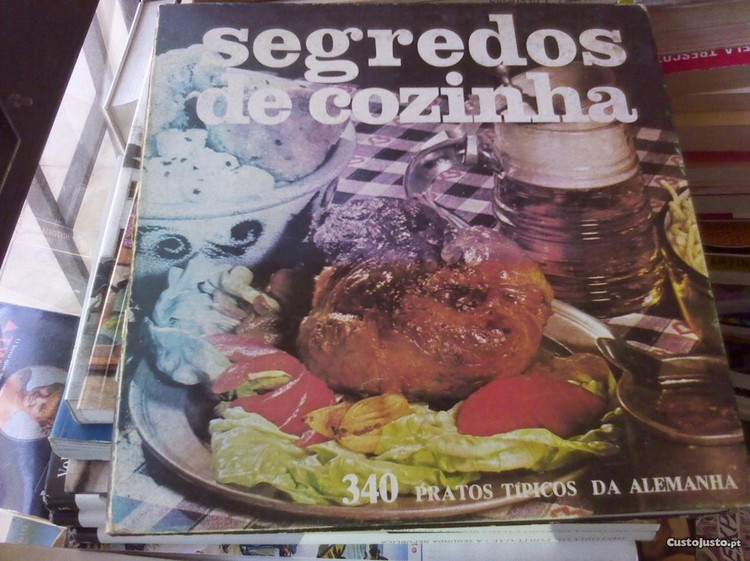 segredos
de cozinha
340 PRATOS TÍPICOS DA ALEMANHA
CustoJusto.pt